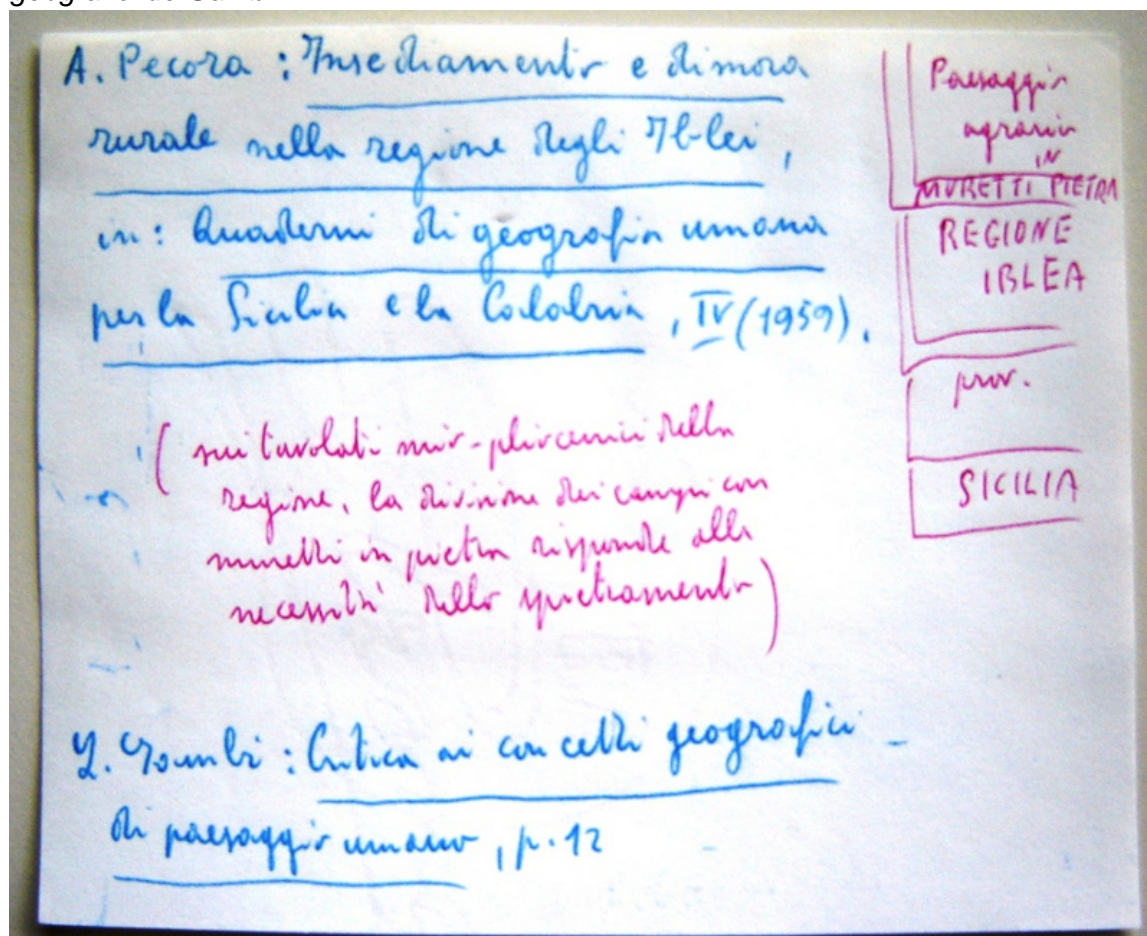 A. Pecora : Insediamento e dimora
rurale nella regione degli Iblei,
in: Quaderni di geografia umana
per la Sicilia e la Calabria, IV (1959).
(sui tavolati mio-pliocenici della
regione, la divisione dei campi con
muretti in pietra risponde alla
necessità dello spietramento)
L. Gambi : Critica ai concetti geografici
di paesaggio umano, p. 12
Paesaggio
agrario
IN
MURETTI PIETRA
REGIONE
IBLEA
prov.
SICILIA